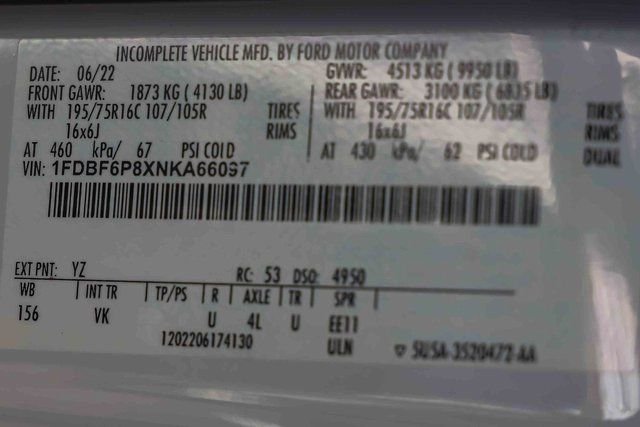 INCOMPLETE VEHICLE MFD. BY FORD MOTOR COMPANY
DATE: 06/22 GVWR: 4513 KG ( 9950 LB)
FRONT GAWR: 1873 KG ( 4130 LB) REAR GAWR: 3100 KG ( 6835 LB)
WITH 195/75R16C 107/105R TIRES WITH 195/75R16C 107/105R TIRES
16x6J RIMS 16x6J RIMS
AT 460 kPa/ 67 PSI COLD AT 430 kPa/ 62 PSI COLD DUAL
VIN: 1FDBF6P8XNKA66097
EXT PNT: YZ RC: 53 DSO: 4950
WB INT TR TP/PS R AXLE TR SPR
156 VK U 4L U EE11
1202206174130 ULN 5U5A-3520472-AA